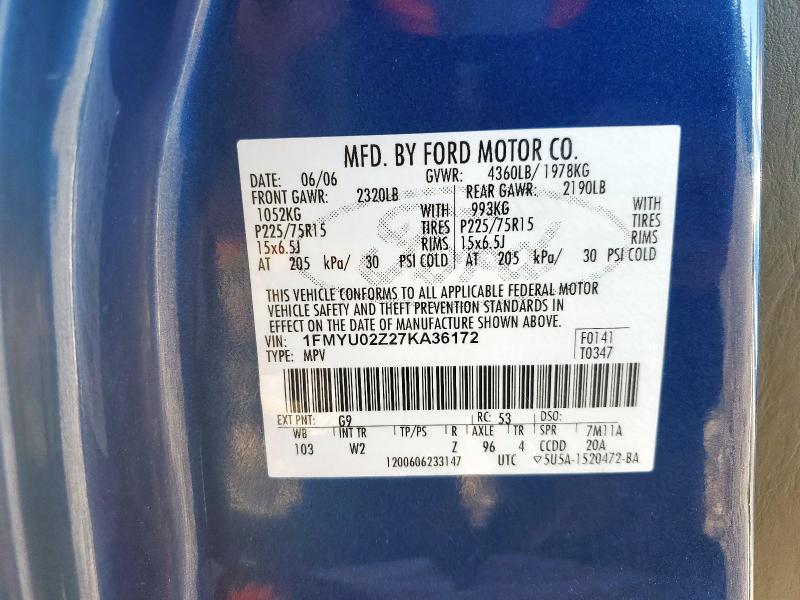 MFD. BY FORD MOTOR CO.
DATE: 06/06 GVWR: 4360LB/ 1978KG
FRONT GAWR: 2320LB REAR GAWR: 2190LB
1052KG WITH 993KG WITH
P225/75R15 TIRES P225/75R15 TIRES
15x6.5J RIMS 15x6.5J RIMS
AT 205 kPa/ 30 PSI COLD AT 205 kPa/ 30 PSI COLD
Ford
THIS VEHICLE CONFORMS TO ALL APPLICABLE FEDERAL MOTOR
VEHICLE SAFETY AND THEFT PREVENTION STANDARDS IN
EFFECT ON THE DATE OF MANUFACTURE SHOWN ABOVE.
VIN: 1FMYU02Z27KA36172 F0141
TYPE: MPV T0347
EXT PNT: G9 RC: 53 DSO:
WB INT TR TP/PS R AXLE TR SPR 7M11A
103 W2 Z 96 4 CCDD 20A
1200606233147 UTC ▽5U5A-1520472-BA